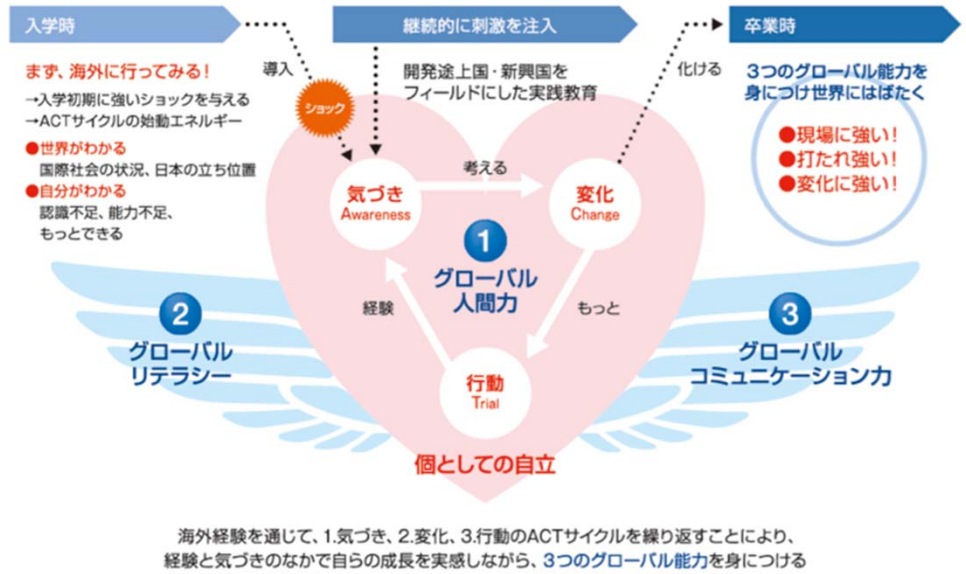 入学時
継続的に刺激を注入
卒業時
まず、海外に行ってみる！
→入学初期に強いショックを与える
→ACTサイクルの始動エネルギー
●世界がわかる
国際社会の状況、日本の立ち位置
●自分がわかる
認識不足、能力不足、
もっとできる
導入
ショック
開発途上国・新興国を
フィールドにした実践教育
化ける
3つのグローバル能力を
身につけ世界にはばたく
●現場に強い！
●打たれ強い！
●変化に強い！
気づき
Awareness
考える
変化
Change
1
グローバル
人間力
経験
もっと
行動
Trial
個としての自立
2
グローバル
リテラシー
3
グローバル
コミュニケーション力
海外経験を通じて、1.気づき、2.変化、3.行動のACTサイクルを繰り返すことにより、
経験と気づきのなかで自らの成長を実感しながら、3つのグローバル能力を身につける